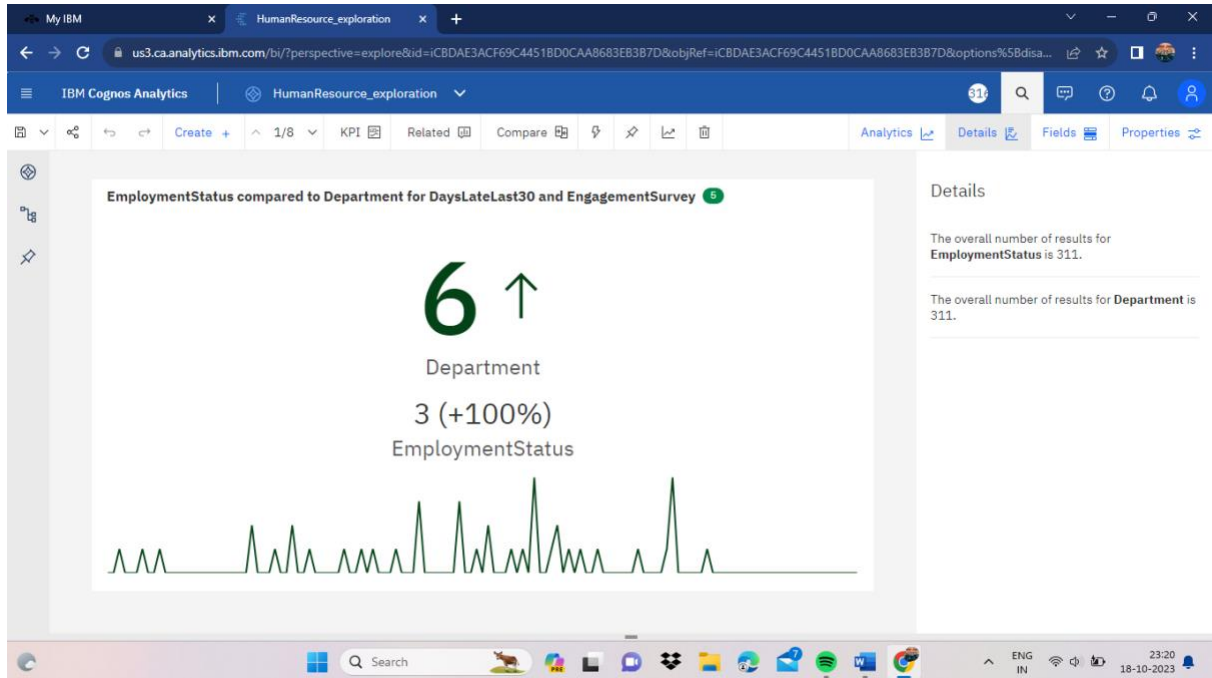 My IBM
HumanResource_exploration
us3.ca.analytics.ibm.com/bi/?perspective=explore&id=iCBDAE3ACF69C4451BD0CAA8683EB3B7D&objRef=iCBDAE3ACF69C4451BD0CAA8683EB3B7D&options%5Bdisa...
IBM Cognos Analytics
HumanResource_exploration
Create +
1/8
KPI
Related
Compare
Analytics
Details
Fields
Properties
EmploymentStatus compared to Department for DaysLateLast30 and EngagementSurvey 5
6 ↑
Department
3 (+100%)
EmploymentStatus
Details
The overall number of results for
EmploymentStatus is 311.
The overall number of results for Department is
311.
Search
PRE
ENG
IN
23:20
18-10-2023